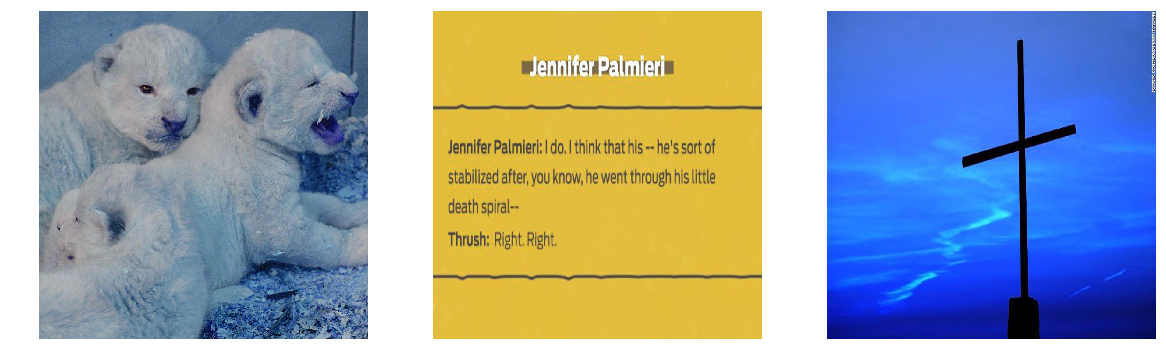 Jennifer Palmieri
Jennifer Palmieri: I do. I think that his -- he's sort of
stabilized after, you know, he went through his little
death spiral--
Thrush: Right. Right.